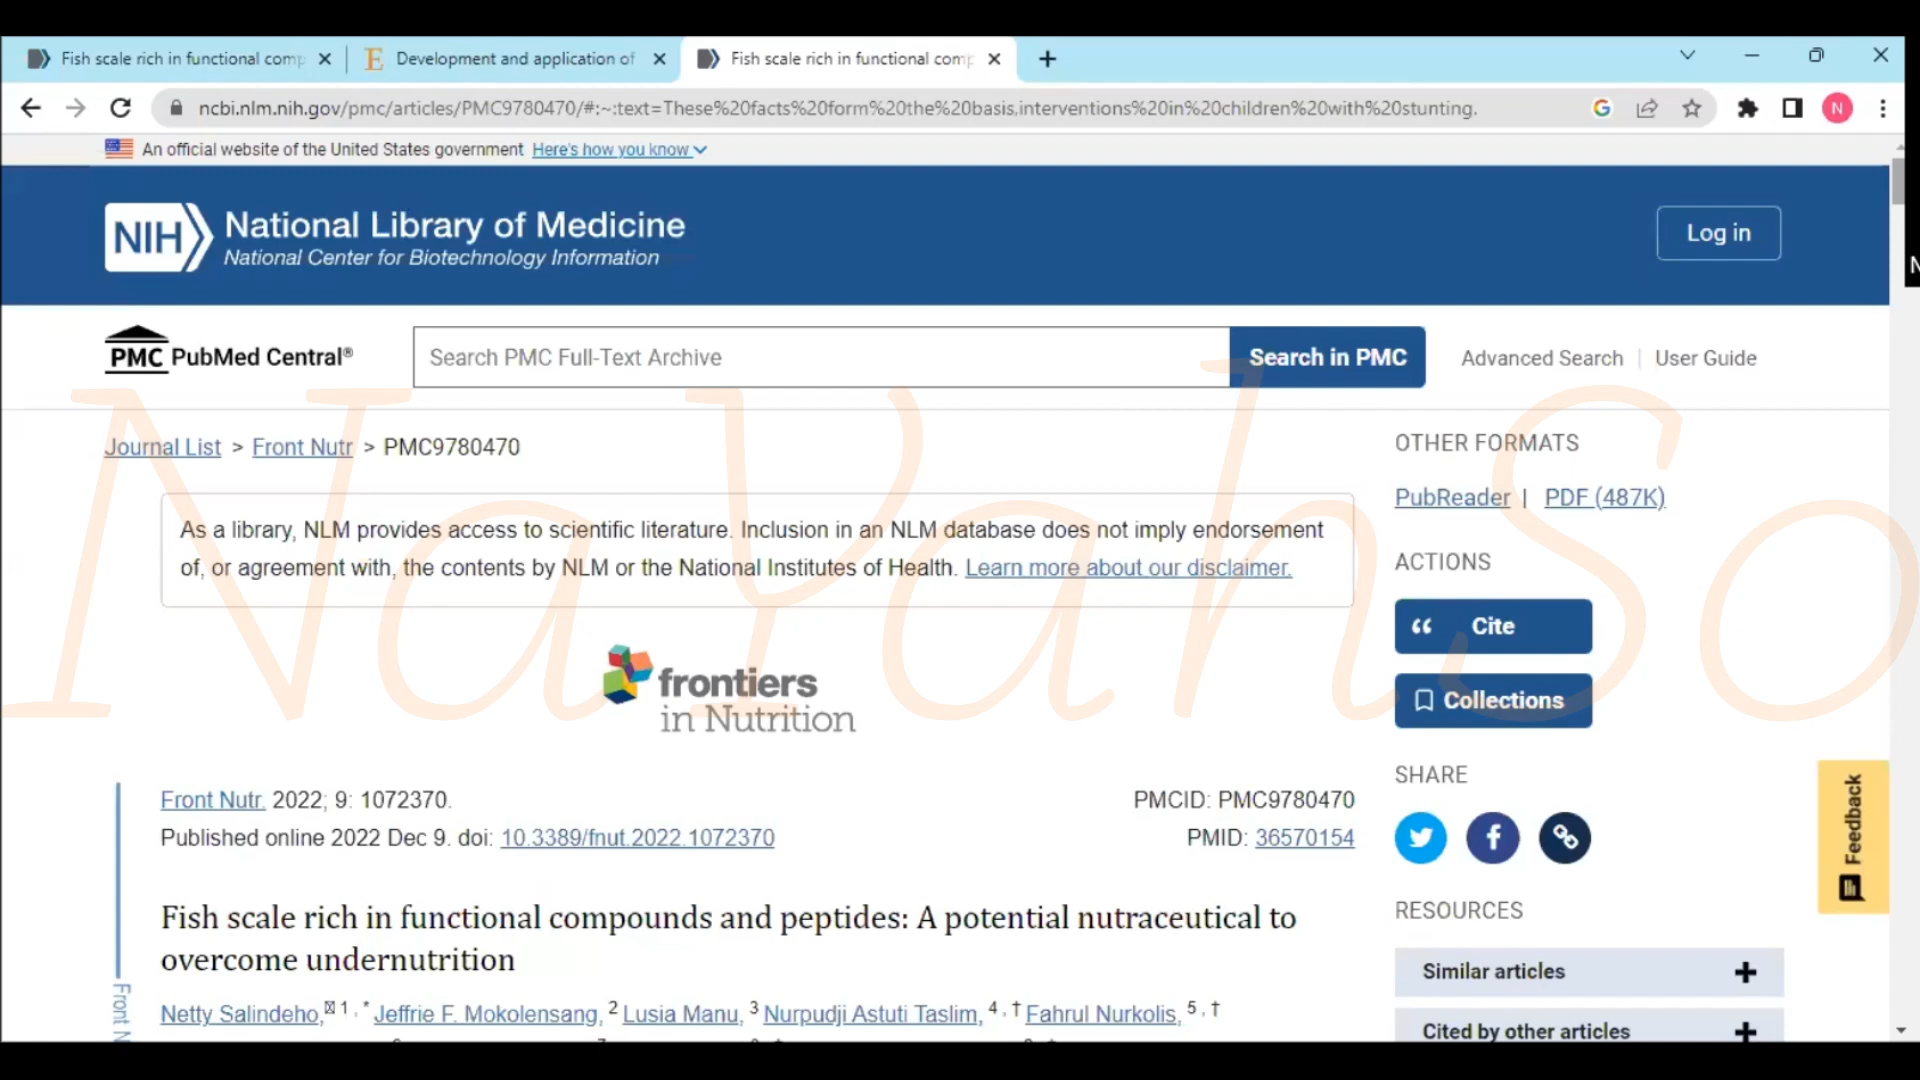 Fish scale rich in functional comp
Development and application of
Fish scale rich in functional comp
ncbi.nlm.nih.gov/pmc/articles/PMC9780470/#:~:text=These%20facts%20form%20the%20basis,interventions%20in%20children%20with%20stunting.
N
An official website of the United States government Here's how you know
NIH National Library of Medicine
National Center for Biotechnology Information
Log in
N
PMC PubMed Central®
Search PMC Full-Text Archive
Search in PMC
Advanced Search | User Guide
NaYahSo
Journal List > Front Nutr > PMC9780470
As a library, NLM provides access to scientific literature. Inclusion in an NLM database does not imply endorsement
of, or agreement with, the contents by NLM or the National Institutes of Health. Learn more about our disclaimer.
frontiers
in Nutrition
Front Nutr. 2022; 9: 1072370.
PMCID: PMC9780470
Published online 2022 Dec 9. doi: 10.3389/fnut.2022.1072370
PMID: 36570154
Fish scale rich in functional compounds and peptides: A potential nutraceutical to
overcome undernutrition
Netty Salindeho, 1 , * Jeffrie F. Mokolensang, 2 Lusia Manu, 3 Nurpudji Astuti Taslim, 4 , † Fahrul Nurkolis, 5 , †
Front N
OTHER FORMATS
PubReader | PDF (487K)
ACTIONS
Cite
Collections
SHARE
RESOURCES
Similar articles
Cited by other articles
Feedback